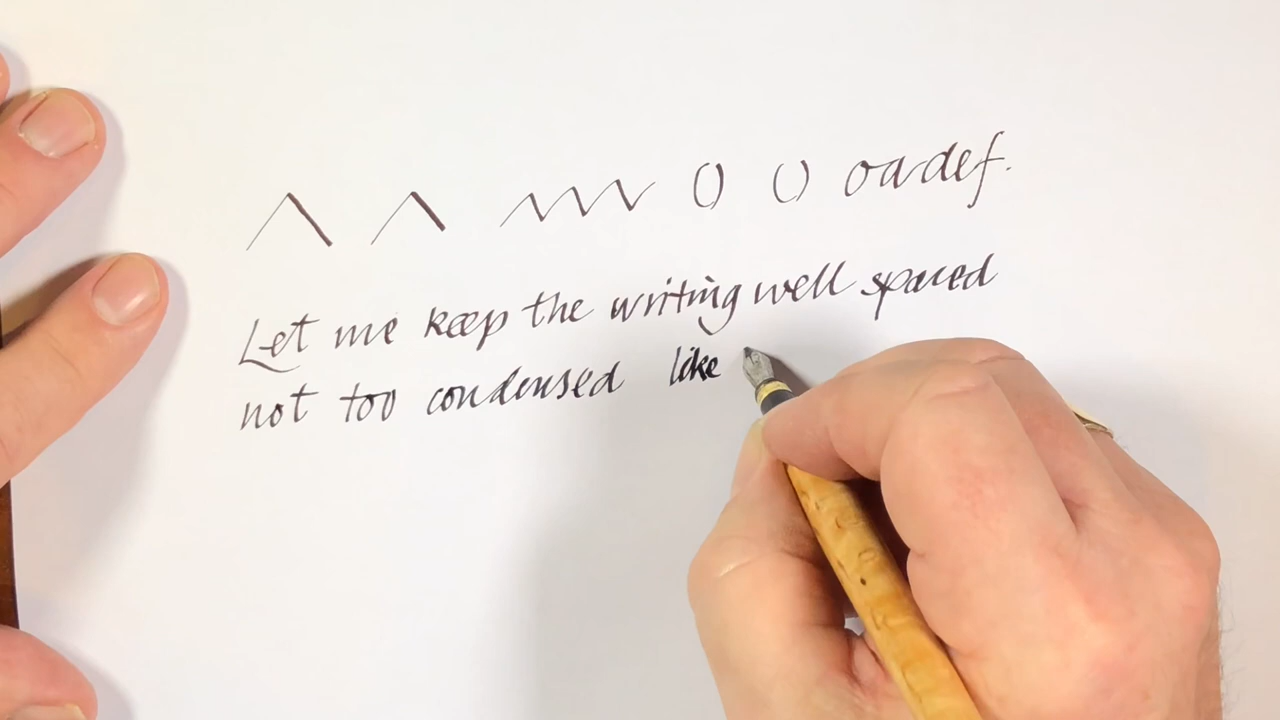 oadef.
Let me keep the writing well spaced
not too condensed like